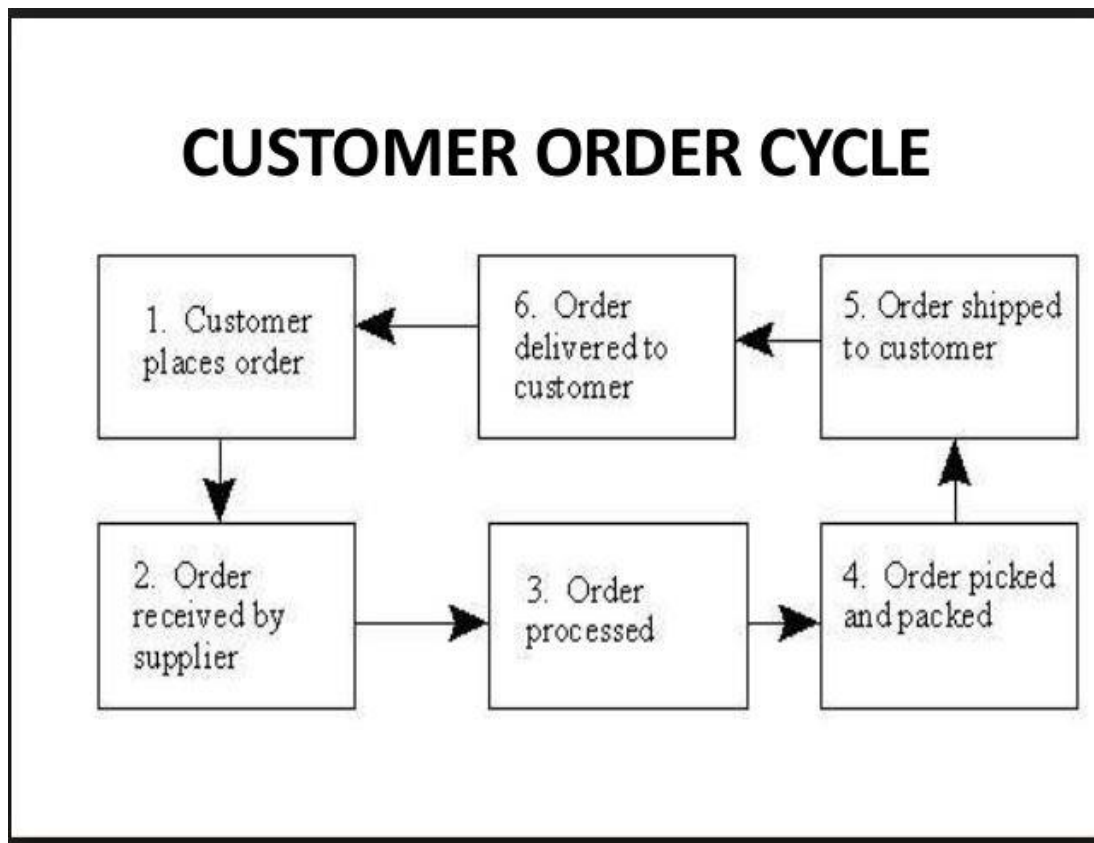 CUSTOMER ORDER CYCLE
1. Customer
places order
6. Order
delivered to
customer
5. Order shipped
to customer
2. Order
received by
supplier
3. Order
processed
4. Order picked
and packed